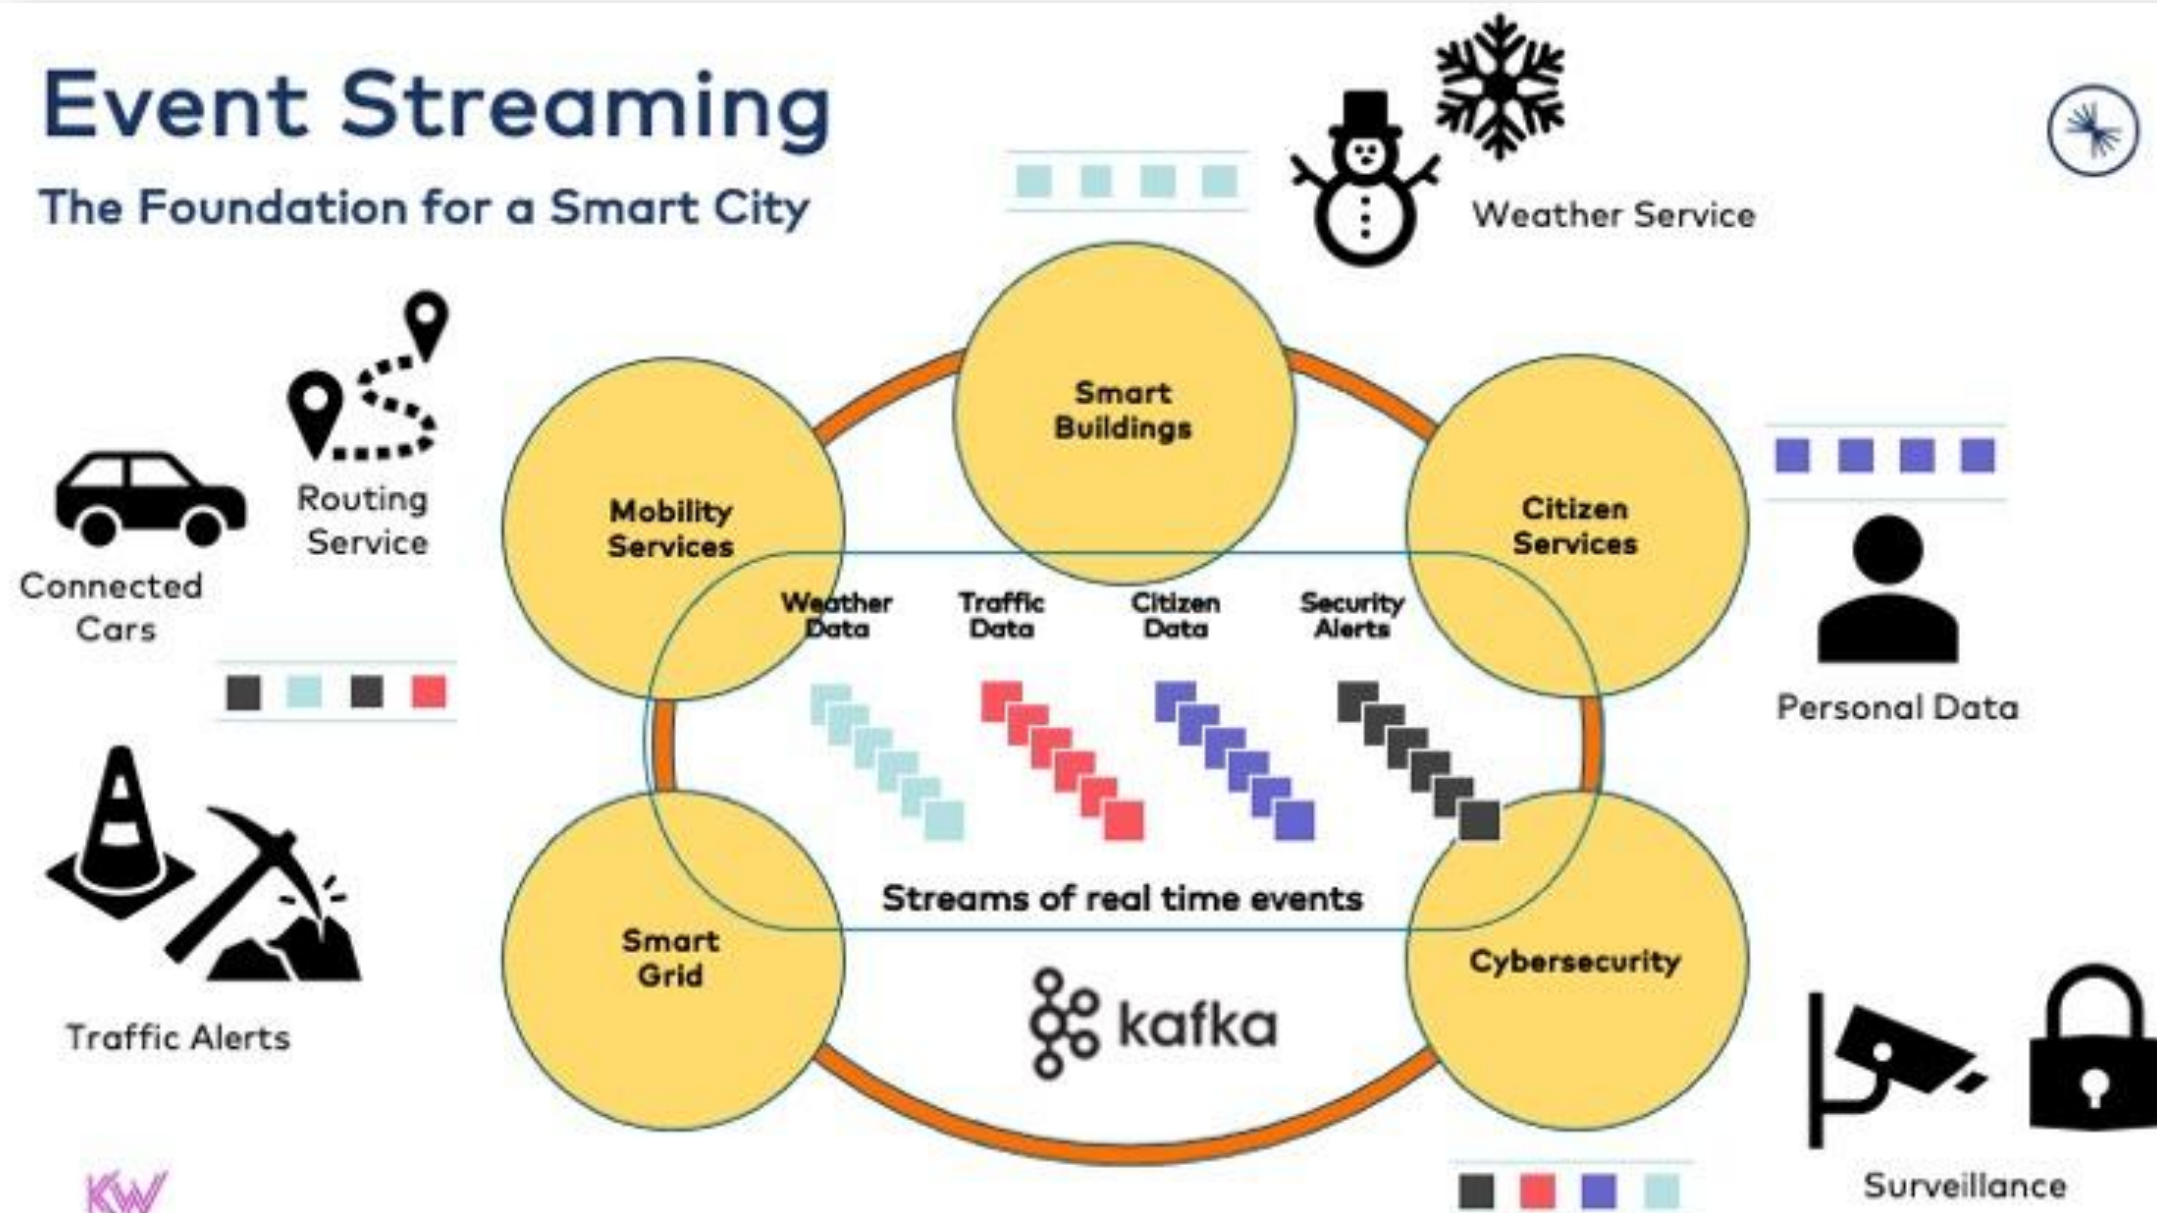 Event Streaming
The Foundation for a Smart City
Weather Service
Routing
Service
Connected
Cars
Traffic Alerts
Smart
Buildings
Mobility
Services
Citizen
Services
Weather
Data
Traffic
Data
Citizen
Data
Security
Alerts
Streams of real time events
Smart
Grid
Cybersecurity
kafka
Personal Data
Surveillance
KW